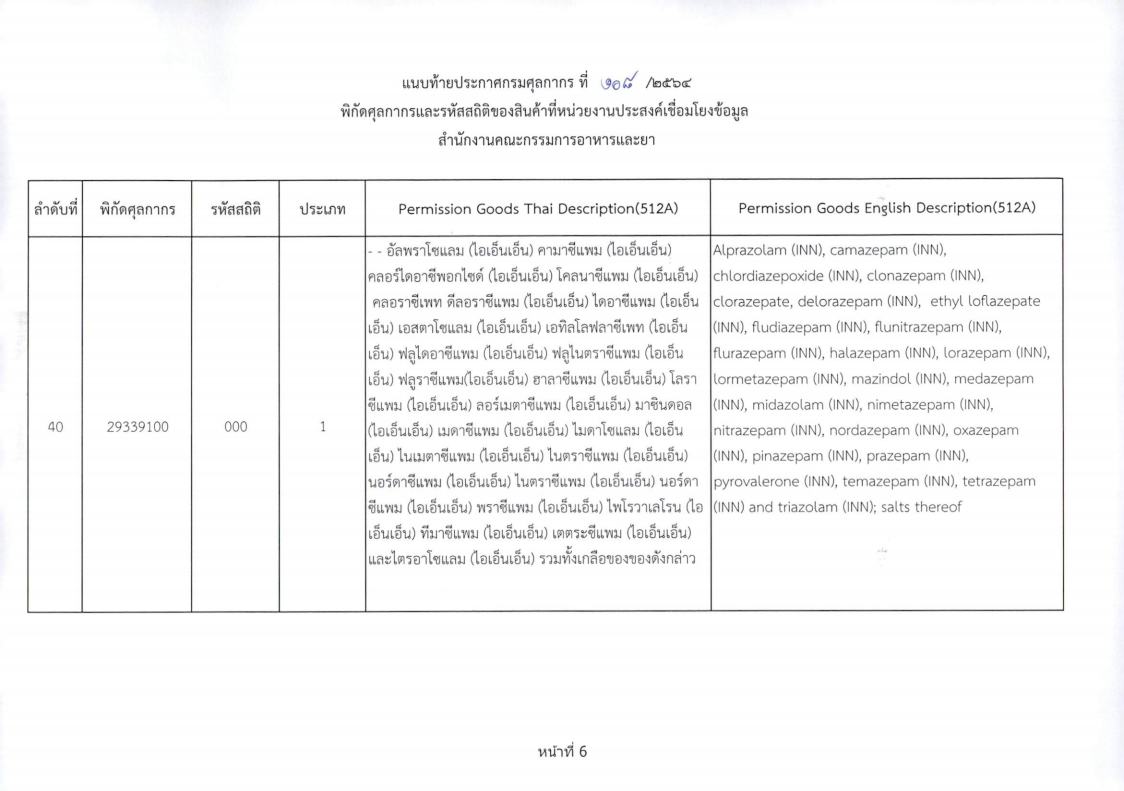 แนบท้ายประกาศกรมศุลกากร ที่ ๒๐๘ /๒๕๖๔
พิกัดศุลกากรและรหัสสถิติของสินค้าที่หน่วยงานประสงค์เชื่อมโยงข้อมูล
สำนักงานคณะกรรมการอาหารและยา
ลำดับที่ พิกัดศุลกากร รหัสสถิติ ประเภท Permission Goods Thai Description(512A) Permission Goods English Description(512A)
40 29339100 000 1
- - อัลพราโซแลม (ไอเอ็นเอ็น) คามาซีแพม (ไอเอ็นเอ็น)
คลอร์ไดอาซีพอกไซด์ (ไอเอ็นเอ็น) โคลนาซีแพม (ไอเอ็นเอ็น)
คลอราซีเพท ดีลอราซีแพม (ไอเอ็นเอ็น) ไดอาซีแพม (ไอเอ็น
เอ็น) เอสตาโซแลม (ไอเอ็นเอ็น) เอทิลโลฟลาซีเพท (ไอเอ็น
เอ็น) ฟลูไดอาซีแพม (ไอเอ็นเอ็น) ฟลูไนตราซีแพม (ไอเอ็น
เอ็น) ฟลูราซีแพม(ไอเอ็นเอ็น) ฮาลาซีแพม (ไอเอ็นเอ็น) โลรา
ซีแพม (ไอเอ็นเอ็น) ลอร์เมตาซีแพม (ไอเอ็นเอ็น) มาซินดอล
(ไอเอ็นเอ็น) เมดาซีแพม (ไอเอ็นเอ็น) ไมดาโซแลม (ไอเอ็น
เอ็น) ไนเมตาซีแพม (ไอเอ็นเอ็น) ไนตราซีแพม (ไอเอ็นเอ็น)
นอร์ดาซีแพม (ไอเอ็นเอ็น) ไนตราซีแพม (ไอเอ็นเอ็น) นอร์ดา
ซีแพม (ไอเอ็นเอ็น) พราซีแพม (ไอเอ็นเอ็น) ไพโรวาเลโรน (ไอ
เอ็นเอ็น) ทีมาซีแพม (ไอเอ็นเอ็น) เตตระซีแพม (ไอเอ็นเอ็น)
และไตรอาโซแลม (ไอเอ็นเอ็น) รวมทั้งเกลือของของดังกล่าว
Alprazolam (INN), camazepam (INN),
chlordiazepoxide (INN), clonazepam (INN),
clorazepate, delorazepam (INN), ethyl loflazepate
(INN), fludiazepam (INN), flunitrazepam (INN),
flurazepam (INN), halazepam (INN), lorazepam (INN),
lormetazepam (INN), mazindol (INN), medazepam
(INN), midazolam (INN), nimetazepam (INN),
nitrazepam (INN), nordazepam (INN), oxazepam
(INN), pinazepam (INN), prazepam (INN),
pyrovalerone (INN), temazepam (INN), tetrazepam
(INN) and triazolam (INN); salts thereof
หน้าที่ 6